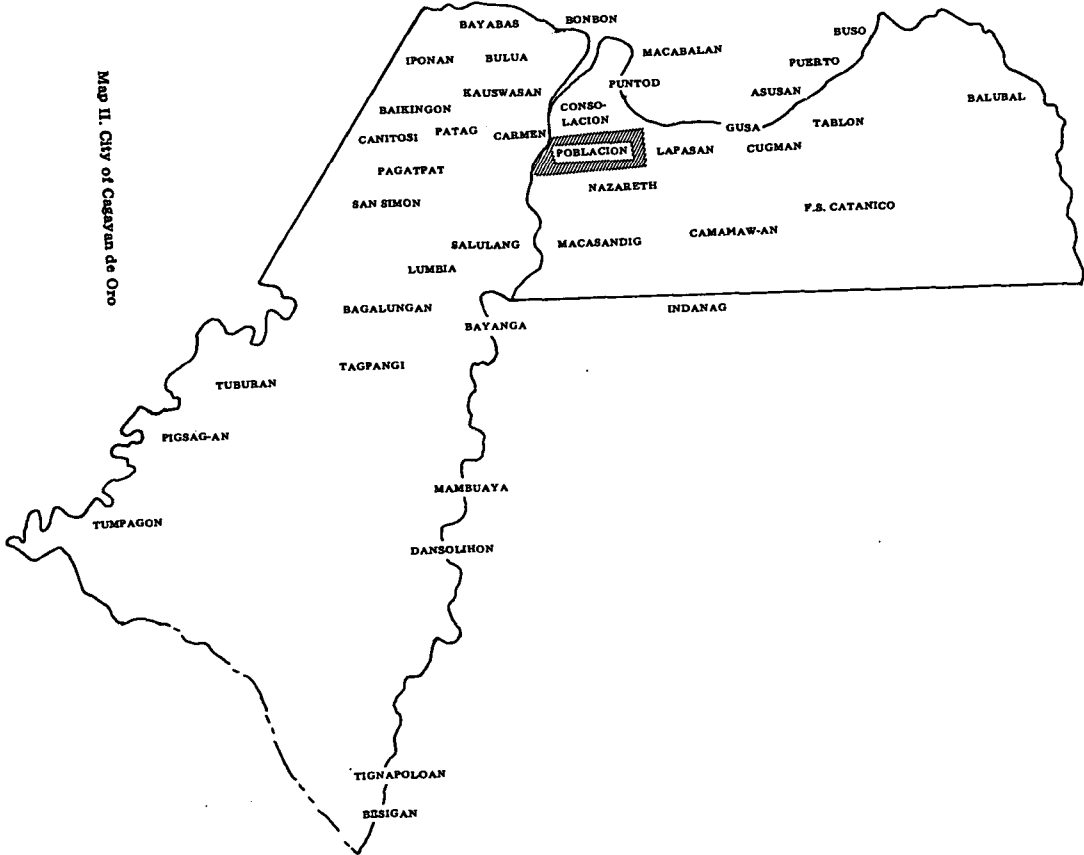 Map II. City of Cagayan de Oro
BAYABAS
BONBON
BUSO
IPONAN
BULUA
MACABALAN
PUERTO
PUNTOD
ASUSAN
KAUSWASAN
BALUBAL
BAIKINGON
CONSO-
LACION
TABLON
CANITOSI
PATAG
CARMEN
GUSA
POBLACION
LAPASAN
CUGMAN
PAGATPAT
NAZARETH
SAN SIMON
F.S. CATANICO
SALULANG
MACASANDIG
CAMAMAW-AN
LUMBIA
BAGALUNGAN
INDANAG
BAYANGA
TAGPANGI
TUBURAN
PIGSAG-AN
MAMBUAYA
TUMPAGON
DANSOLIHON
TIGNAPOLOAN
BESIGAN